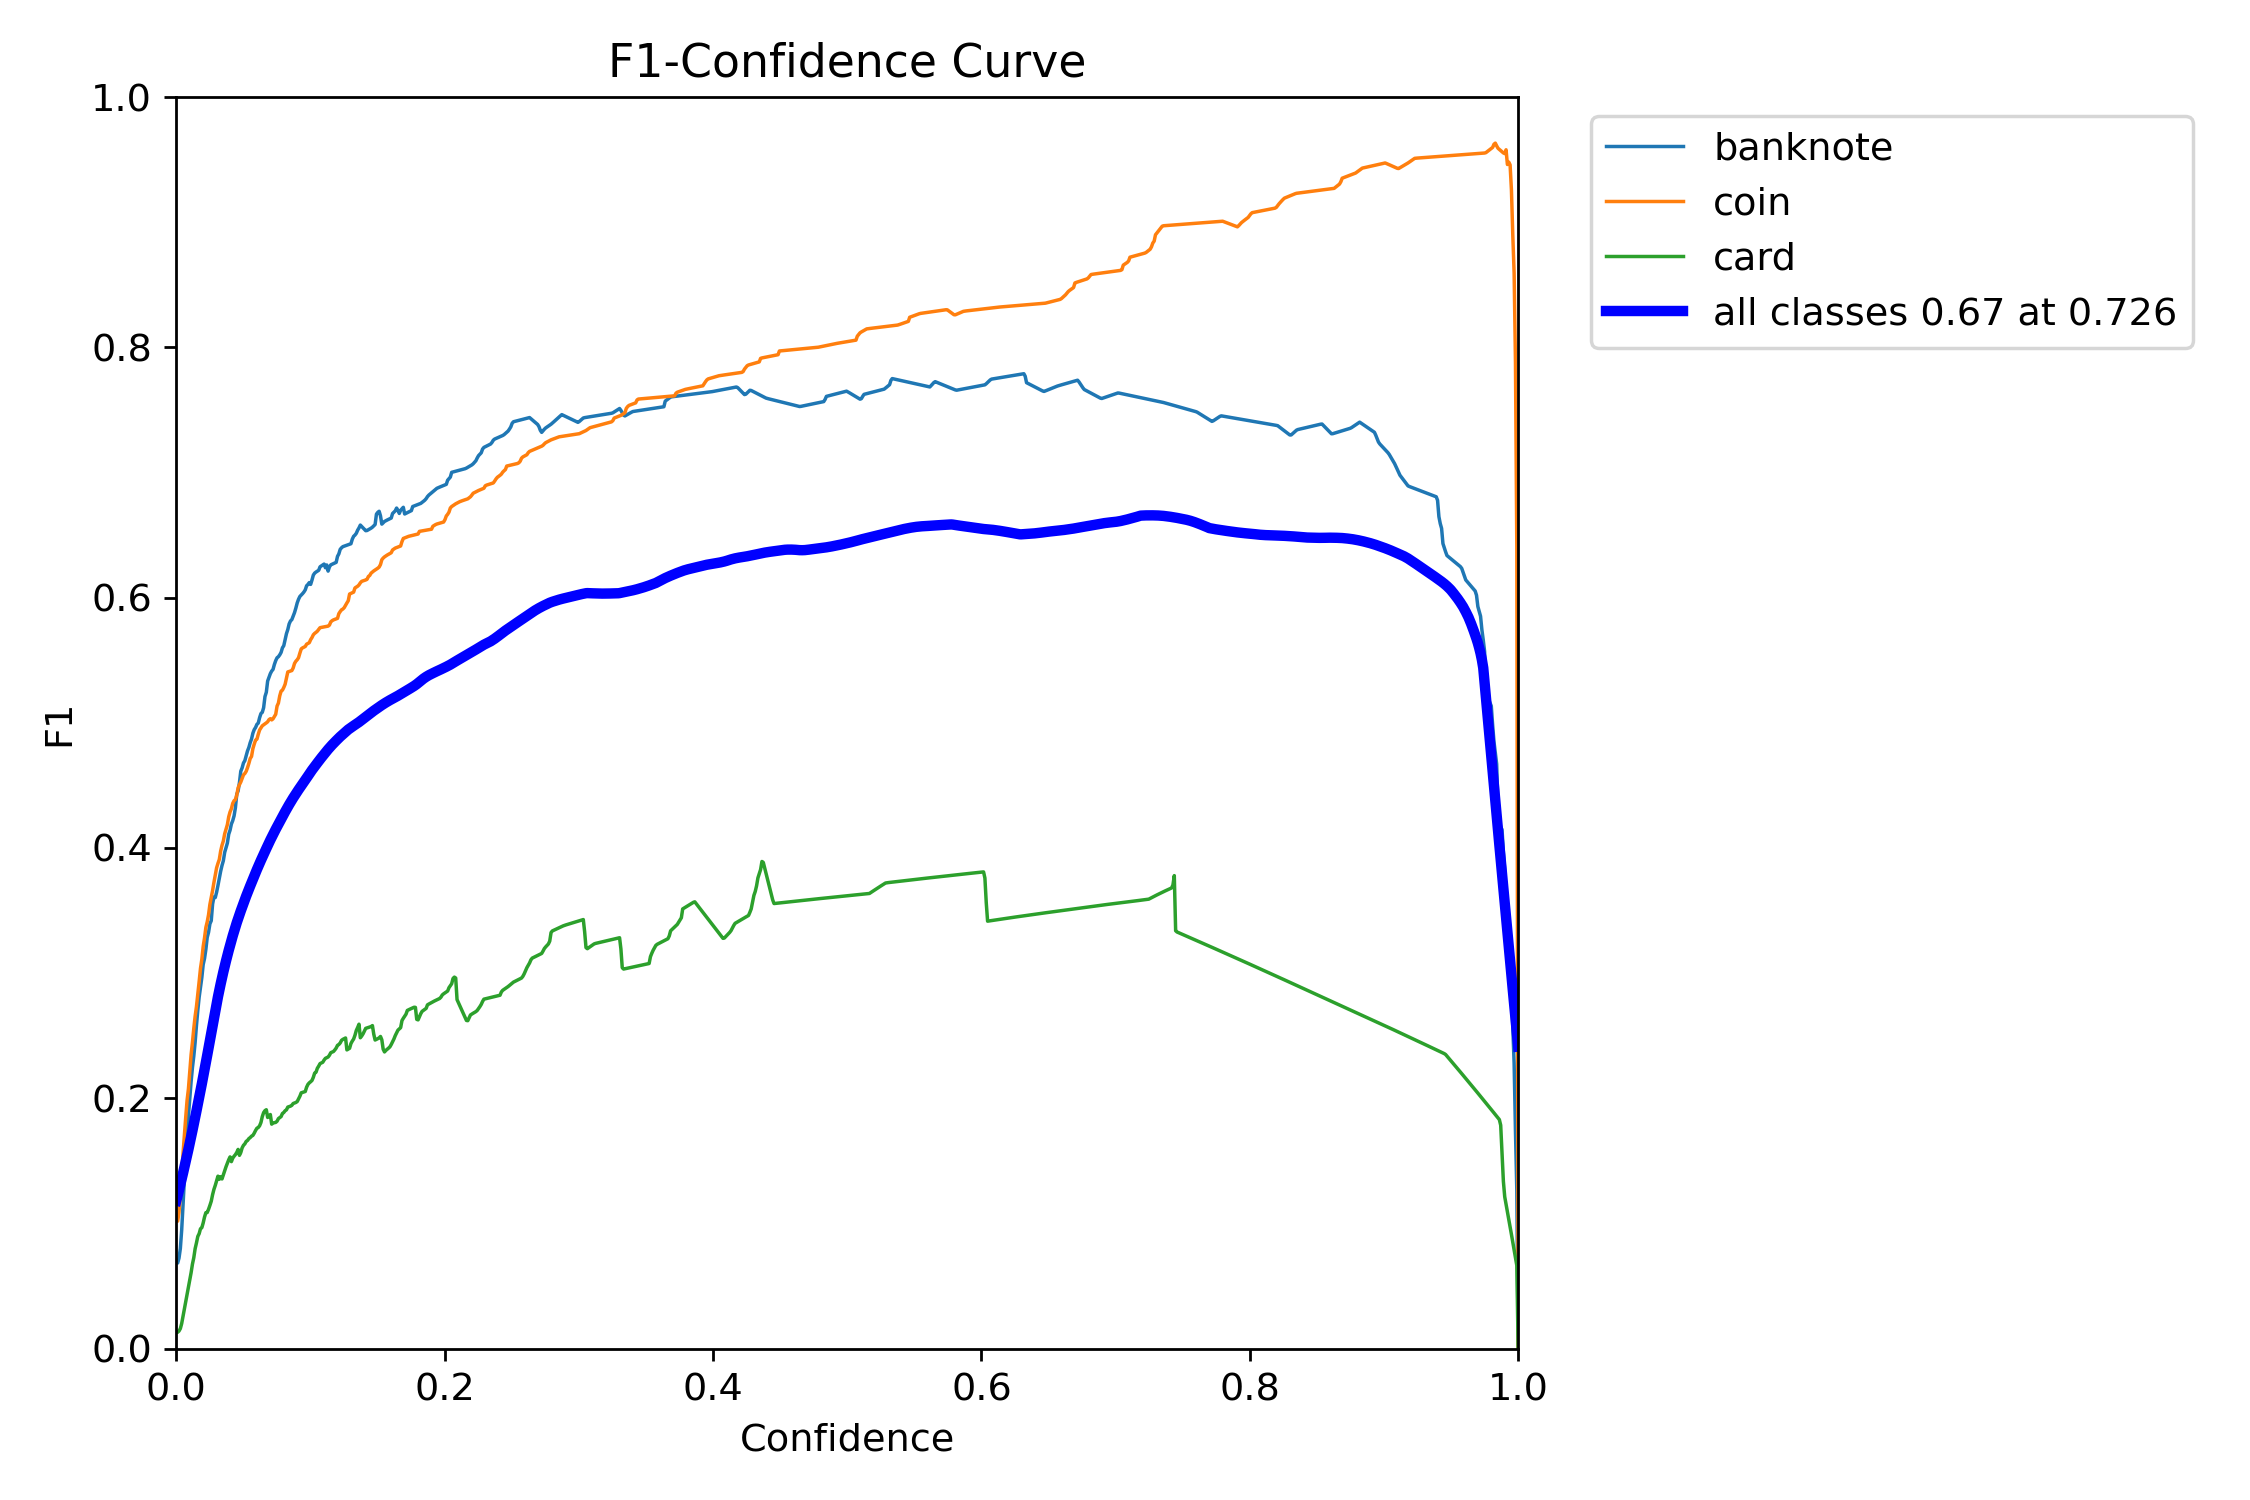 F1-Confidence Curve
1.0
0.8
0.6
0.4
0.2
0.0
F1
0.0 0.2 0.4 0.6 0.8 1.0
Confidence
banknote
coin
card
all classes 0.67 at 0.726